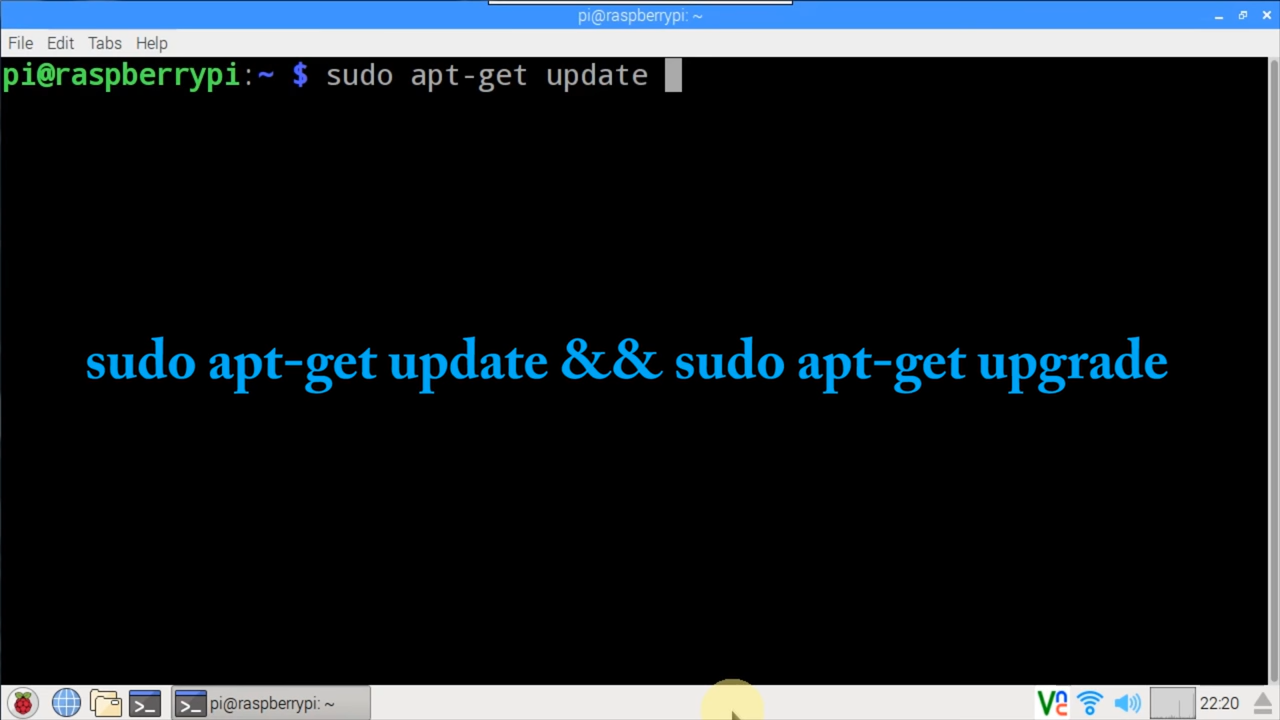 pi@raspberrypi: ~
File Edit Tabs Help
pi@raspberrypi:~ $ sudo apt-get update
sudo apt-get update && sudo apt-get upgrade
>_ >_ pi@raspberrypi: ~ Vnc 22:20